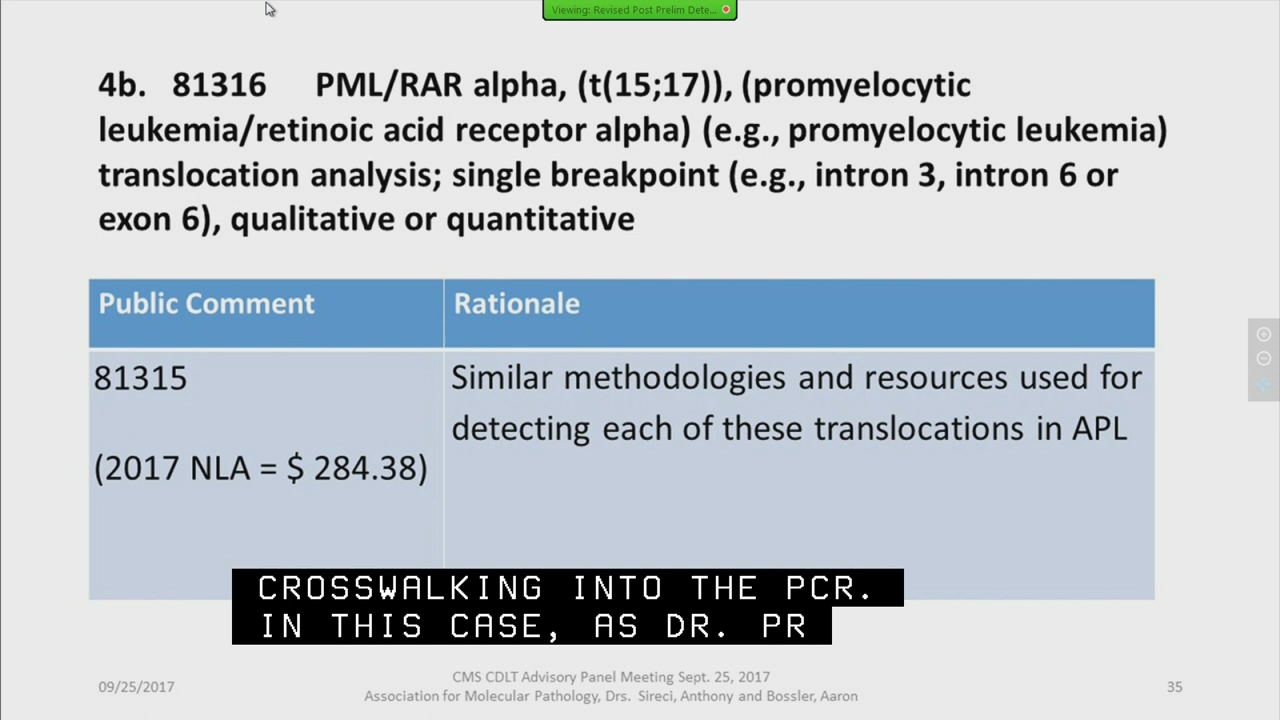 Viewing: Revised Post Prelim Dete...
4b. 81316 PML/RAR alpha, (t(15;17)), (promyelocytic
leukemia/retinoic acid receptor alpha) (e.g., promyelocytic leukemia)
translocation analysis; single breakpoint (e.g., intron 3, intron 6 or
exon 6), qualitative or quantitative
Public Comment
Rationale
81315
(2017 NLA = $ 284.38)
Similar methodologies and resources used for
detecting each of these translocations in APL
CROSSWALKING INTO THE PCR.
IN THIS CASE, AS DR. PR
09/25/2017
CMS CDLT Advisory Panel Meeting Sept. 25, 2017
Association for Molecular Pathology, Drs. Sireci, Anthony and Bossler, Aaron
35